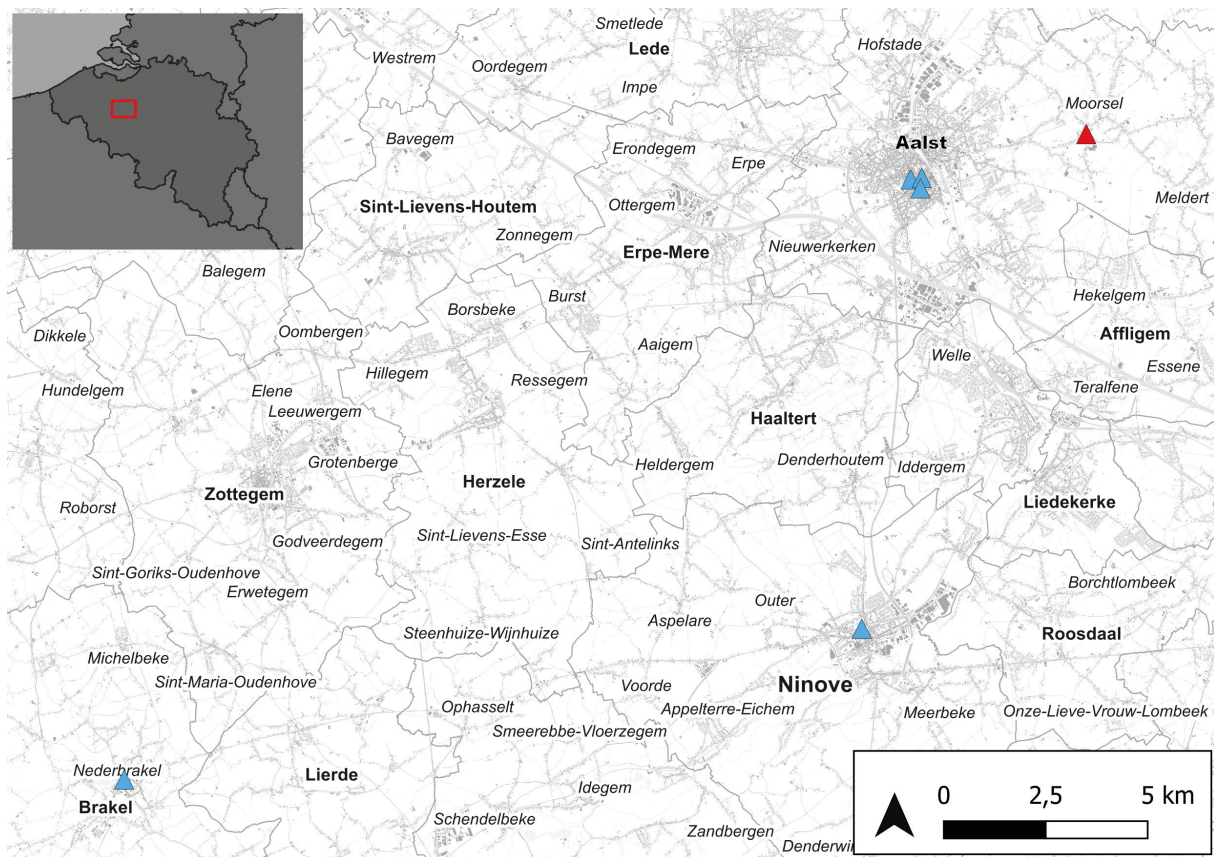 Smetlede
Hofstade
Lede
Westrem
Oordegem
Impe
Moorsel
Bavegem
Erondegem
Erpe
Aalst
Meldert
Sint-Lievens-Houtem
Ottergem
Zonnegem
Erpe-Mere
Nieuwerkerken
Balegem
Burst
Hekelgem
Borsbeke
Dikkele
Oombergen
Aaigem
Welle
Affligem
Hillegem
Ressegem
Essene
Hundelgem
Elene
Teralfene
Leeuwergem
Haaltert
Grotenberge
Heldergem
Denderhoutem
Iddergem
Zottegem
Herzele
Liedekerke
Roborst
Godveerdegem
Sint-Lievens-Esse
Sint-Antelinks
Sint-Goriks-Oudenhove
Borchtlombeek
Erwetegem
Outer
Aspelare
Steenhuize-Wijnhuize
Roosdaal
Michelbeke
Sint-Maria-Oudenhove
Voorde
Ninove
Ophasselt
Appelterre-Eichem
Meerbeke
Onze-Lieve-Vrouw-Lombeek
Smeerebbe-Vloerzegem
Nederbrakel
Lierde
Idegem
Brakel
Schendelbeke
Zandbergen
Denderwin
0 2,5 5 km